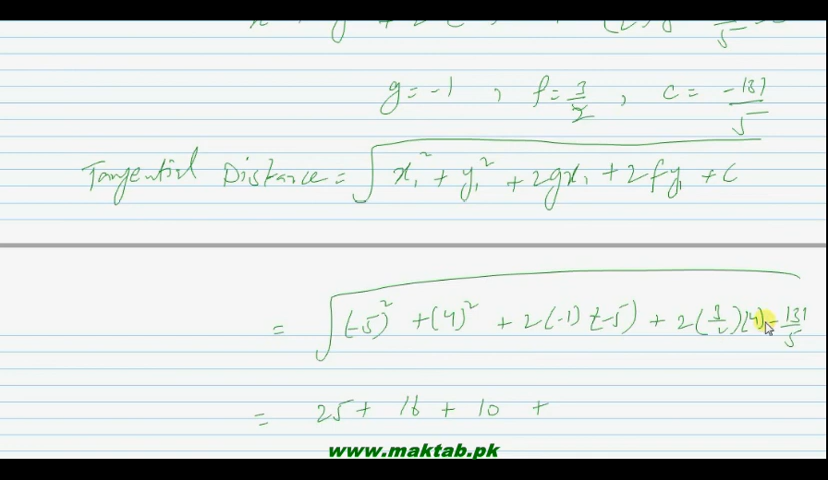 g = -1 , f = 3/2 , c = -131/5
Tangential Distance = √(x₁² + y₁² + 2gx₁ + 2fy₁ + c)
= √((-5)² + (4)² + 2(-1)(-5) + 2(3/2)(4) - 131/5)
= 25 + 16 + 10 +
www.maktab.pk